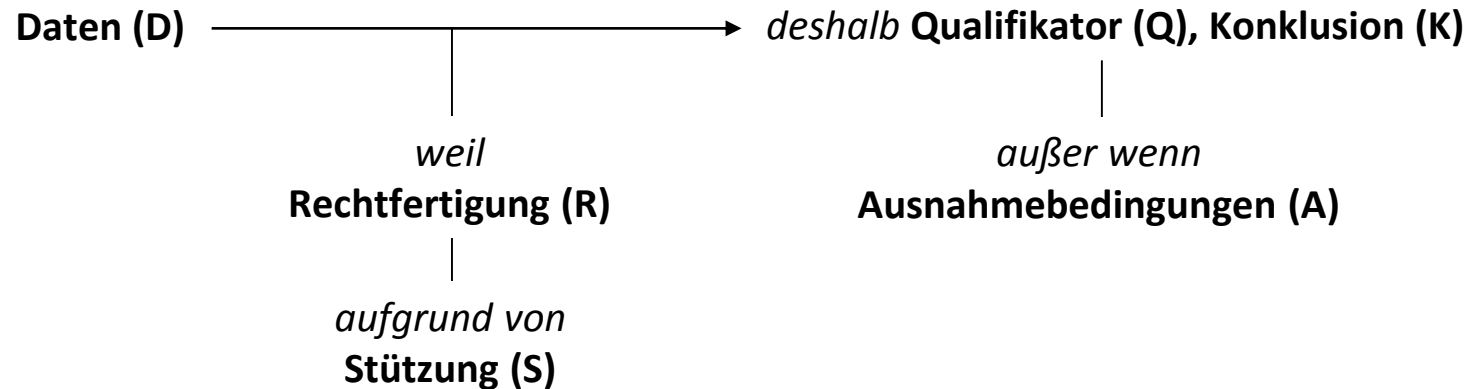 Daten (D)
deshalb Qualifikator (Q), Konklusion (K)
weil
Rechtfertigung (R)
außer wenn
Ausnahmebedingungen (A)
aufgrund von
Stützung (S)